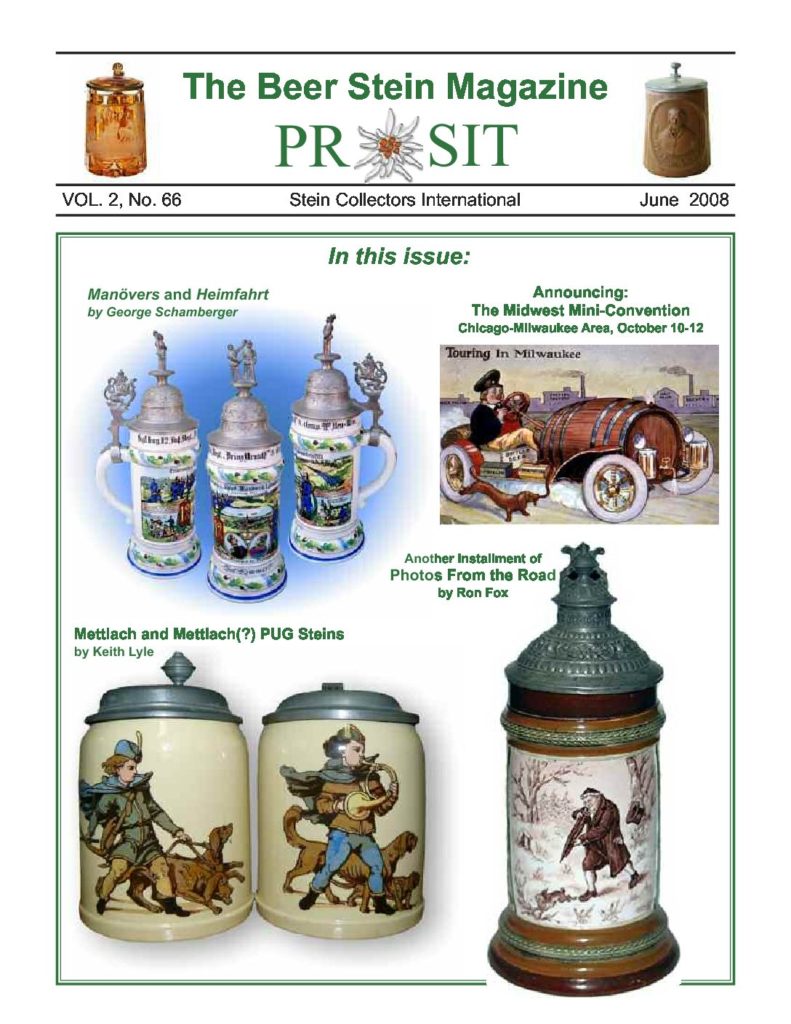 The Beer Stein Magazine
PR SIT
VOL. 2, No. 66
Stein Collectors International
June 2008
In this issue:
Manövers and Heimfahrt
by George Schamberger
Announcing:
The Midwest Mini-Convention
Chicago-Milwaukee Area, October 10-12
Touring In Milwaukee
Another Installment of
Photos From the Road
by Ron Fox
Mettlach and Mettlach(?) PUG Steins
by Keith Lyle